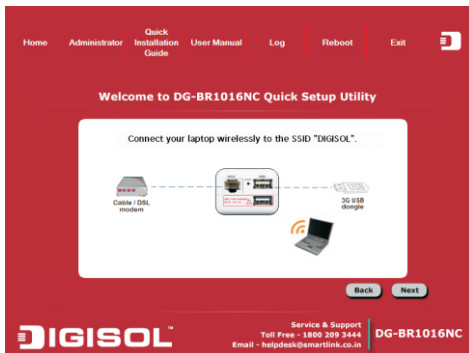 Home
Administrator
Quick
Installation
Guide
User Manual
Log
Reboot
Exit
Welcome to DG-BR1016NC Quick Setup Utility
Connect your laptop wirelessly to the SSID "DIGISOL".
Cable / DSL
modem
3G USB
dongle
Back
Next
DIGISOL™
Service & Support
Toll Free - 1800 209 3444
Email - helpdesk@smartlink.co.in
DG-BR1016NC